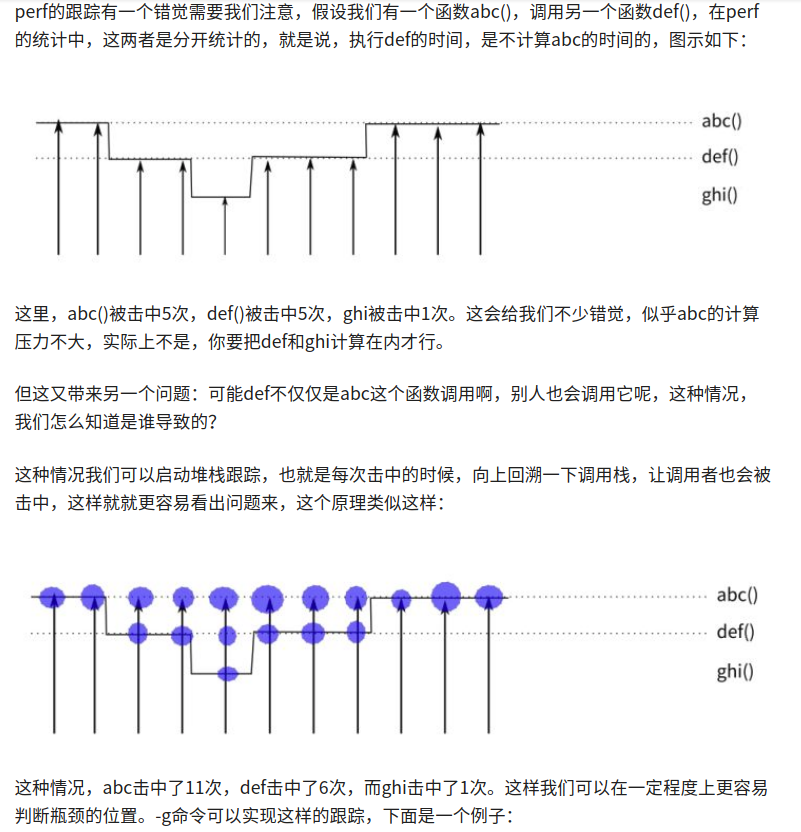 perf的跟踪有一个错觉需要我们注意，假设我们有一个函数abc()，调用另一个函数def()，在perf
的统计中，这两者是分开统计的，就是说，执行def的时间，是不计算abc的时间的，图示如下：
abc()
def()
ghi()
这里，abc()被击中5次，def()被击中5次，ghi被击中1次。这会给我们不少错觉，似乎abc的计算
压力不大，实际上不是，你要把def和ghi计算在内才行。
但这又带来另一个问题：可能def不仅仅是abc这个函数调用啊，别人也会调用它呢，这种情况，
我们怎么知道是谁导致的？
这种情况我们可以启动堆栈跟踪，也就是每次击中的时候，向上回溯一下调用栈，让调用者也会被
击中，这样就就更容易看出问题来，这个原理类似这样：
abc()
def()
ghi()
这种情况，abc击中了11次，def击中了6次，而ghi击中了1次。这样我们可以在一定程度上更容易
判断瓶颈的位置。-g命令可以实现这样的跟踪，下面是一个例子：